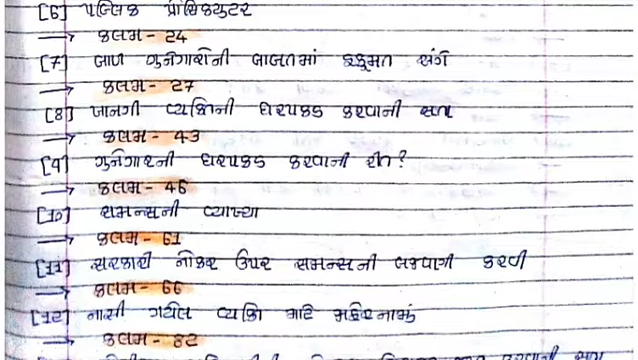 [6] પબ્લિક પ્રોસિક્યુટર
→ કલમ - 24
[7] બાળ ગુનેગારોની બાબતમાં હકુમત અંગે
→ કલમ - 27
[8] ખાનગી વ્યક્તિની ધરપકડ કરવાની સત્તા
→ કલમ - 43
[9] ગુનેગારની ધરપકડ કરવાની રીત?
→ કલમ - 46
[10] સમન્સની વ્યાખ્યા
→ કલમ - 61
[11] સરકારી નોકર ઉપર સમન્સની બજવણી કરવી
→ કલમ - 66
[12] નાસી ગયેલ વ્યક્તિ માટે જાહેરનામું
→ કલમ - 82